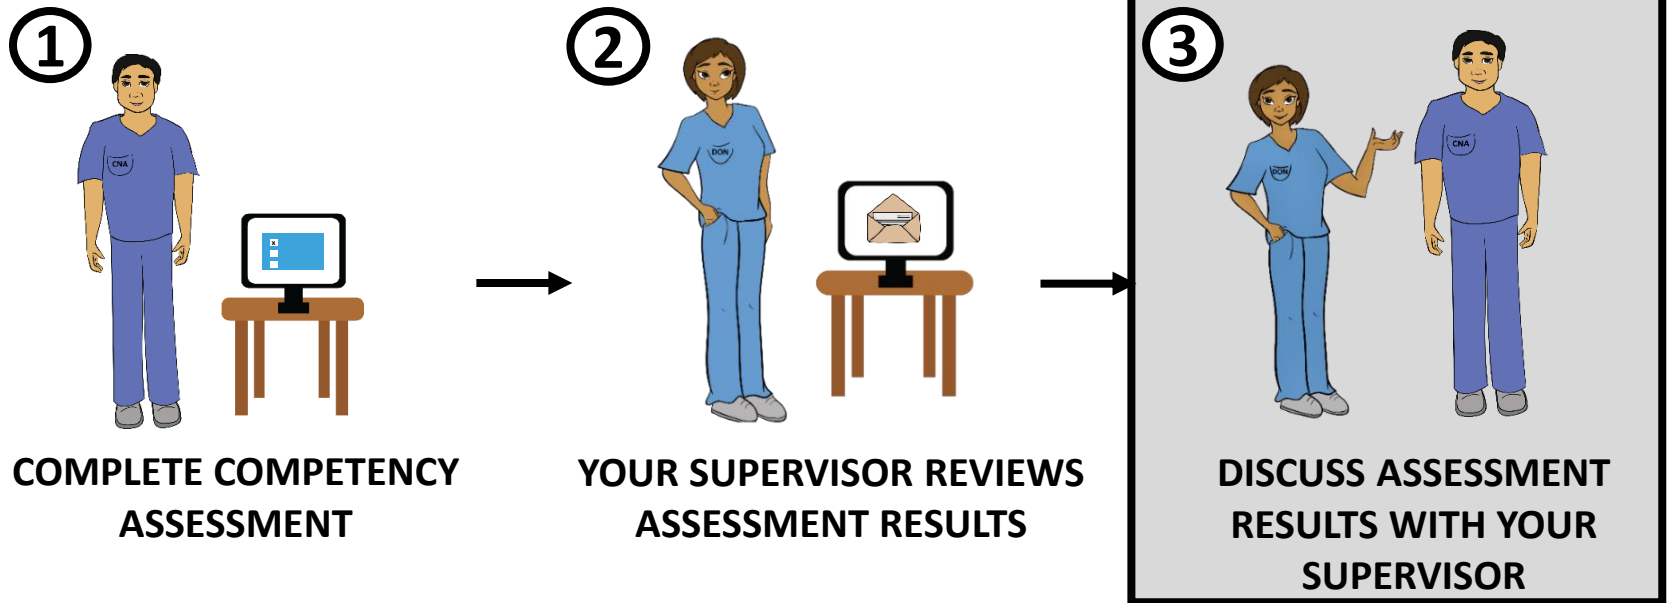 1
CNA
x
COMPLETE COMPETENCY
ASSESSMENT
2
DON
YOUR SUPERVISOR REVIEWS
ASSESSMENT RESULTS
3
DON
CNA
DISCUSS ASSESSMENT
RESULTS WITH YOUR
SUPERVISOR